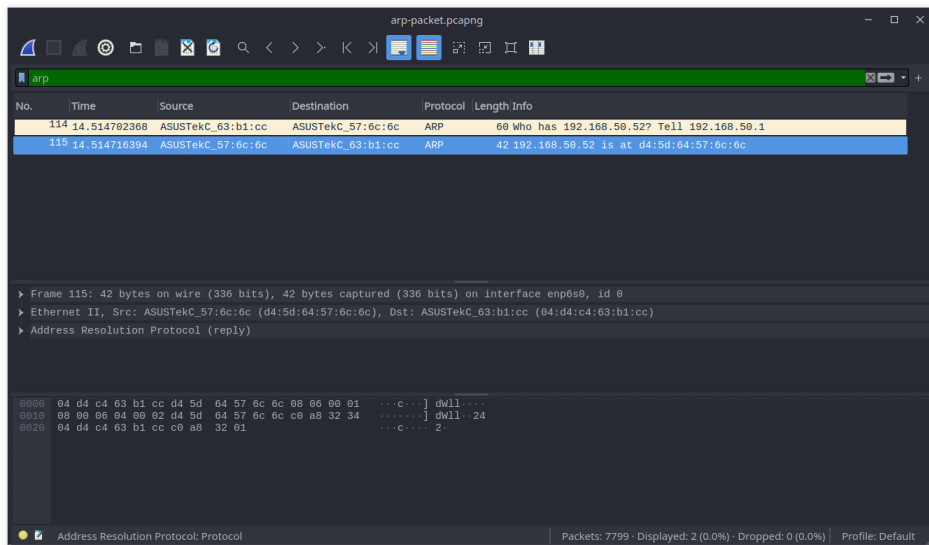 arp-packet.pcapng
arp
No. Time Source Destination Protocol Length Info
114 14.514702368 ASUSTekC_63:b1:cc ASUSTekC_57:6c:6c ARP 60 Who has 192.168.50.52? Tell 192.168.50.1
115 14.514716394 ASUSTekC_57:6c:6c ASUSTekC_63:b1:cc ARP 42 192.168.50.52 is at d4:5d:64:57:6c:6c
Frame 115: 42 bytes on wire (336 bits), 42 bytes captured (336 bits) on interface enp6s0, id 0
Ethernet II, Src: ASUSTekC_57:6c:6c (d4:5d:64:57:6c:6c), Dst: ASUSTekC_63:b1:cc (04:d4:c4:63:b1:cc)
Address Resolution Protocol (reply)
0000 04 d4 c4 63 b1 cc d4 5d 64 57 6c 6c 08 06 00 01 ···c···] dWll····
0010 08 00 06 04 00 02 d4 5d 64 57 6c 6c c0 a8 32 34 ·······] dWll··24
0020 04 d4 c4 63 b1 cc c0 a8 32 01 ···c···· 2·
Address Resolution Protocol: Protocol
Packets: 7799 · Displayed: 2 (0.0%) · Dropped: 0 (0.0%)
Profile: Default